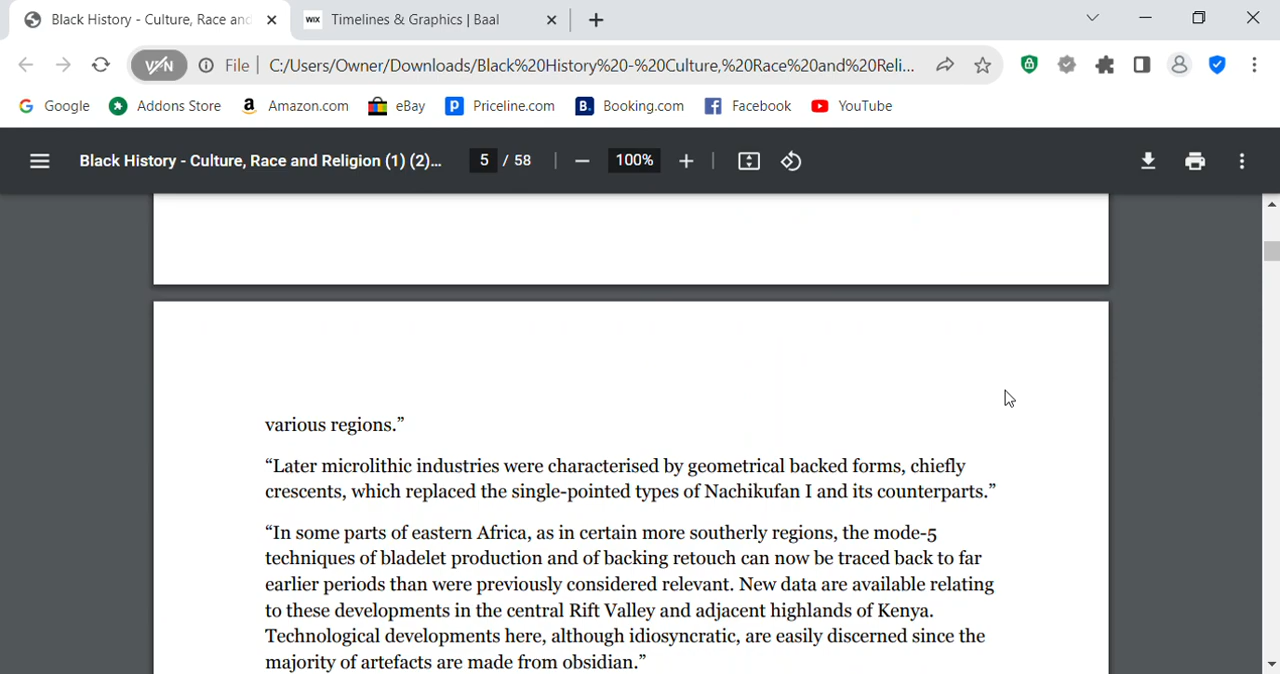 Black History - Culture, Race and
WIX Timelines & Graphics | Baal
VPN File C:/Users/Owner/Downloads/Black%20History%20-%20Culture,%20Race%20and%20Reli...
Google Addons Store Amazon.com eBay Priceline.com Booking.com Facebook YouTube
Black History - Culture, Race and Religion (1) (2)... 5 / 58 100%
various regions.”
“Later microlithic industries were characterised by geometrical backed forms, chiefly
crescents, which replaced the single-pointed types of Nachikufan I and its counterparts.”
“In some parts of eastern Africa, as in certain more southerly regions, the mode-5
techniques of bladelet production and of backing retouch can now be traced back to far
earlier periods than were previously considered relevant. New data are available relating
to these developments in the central Rift Valley and adjacent highlands of Kenya.
Technological developments here, although idiosyncratic, are easily discerned since the
majority of artefacts are made from obsidian.”